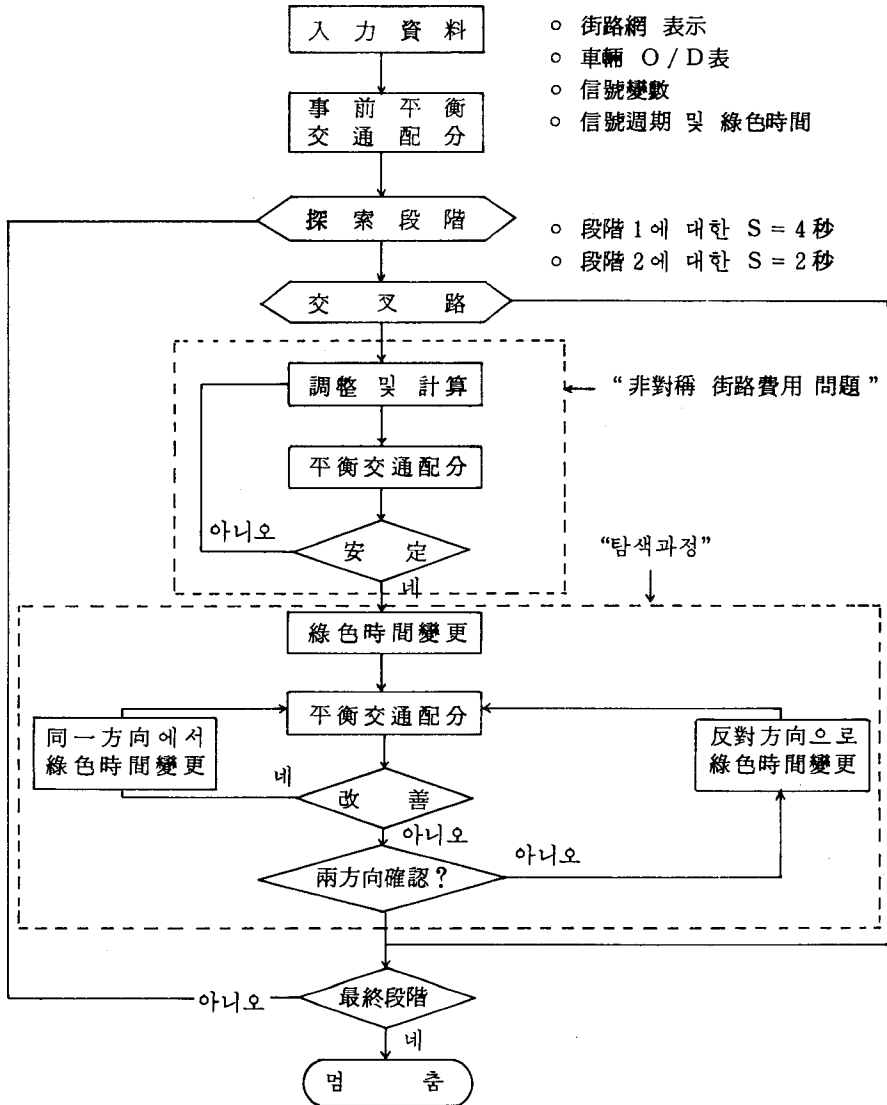 入力資料
○ 街路網 表示
○ 車輛 O / D表
○ 信號變數
○ 信號週期 및 綠色時間
事前平衡
交通配分
探索段階
○ 段階 1에 대한 S = 4秒
○ 段階 2에 대한 S = 2秒
交叉路
調整 및 計算
“非對稱 街路費用 問題”
平衡交通配分
아니오
安定
네
“탐색과정”
綠色時間變更
平衡交通配分
同一方向에서
綠色時間變更
反對方向으로
綠色時間變更
네
改善
아니오
兩方向確認?
아니오
아니오
最終段階
네
멈춤